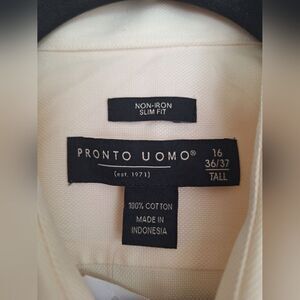 NON-IRON
SLIM FIT
PRONTO UOMO®
(est. 1971)
16
36/37
TALL
100% COTTON
MADE IN
INDONESIA